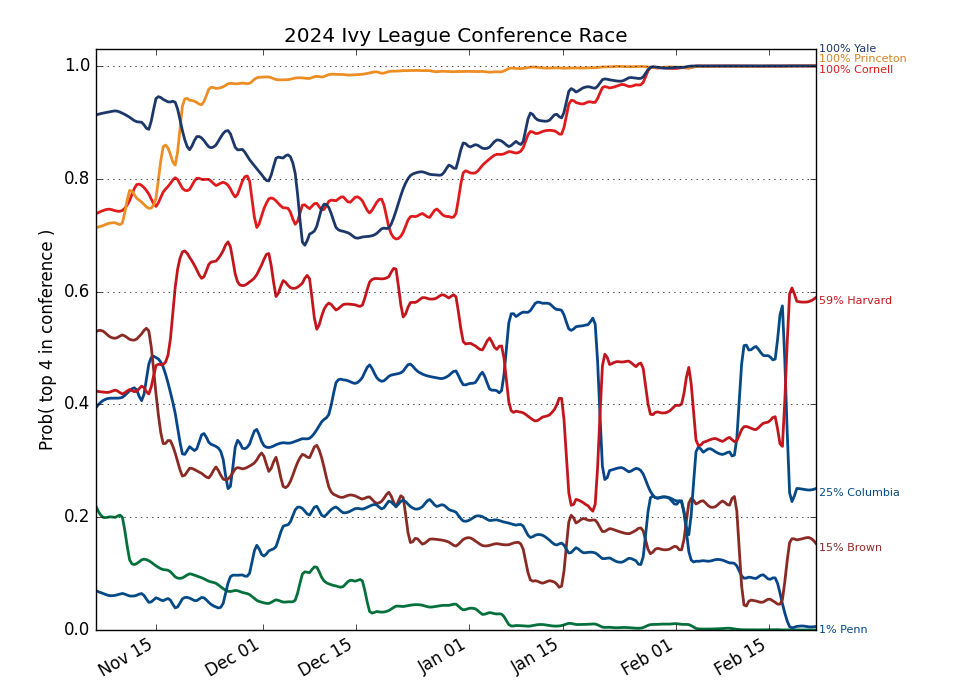 2024 Ivy League Conference Race
Prob( top 4 in conference )
1.0
0.8
0.6
0.4
0.2
0.0
Nov 15
Dec 01
Dec 15
Jan 01
Jan 15
Feb 01
Feb 15
100% Yale
100% Princeton
100% Cornell
59% Harvard
25% Columbia
15% Brown
1% Penn